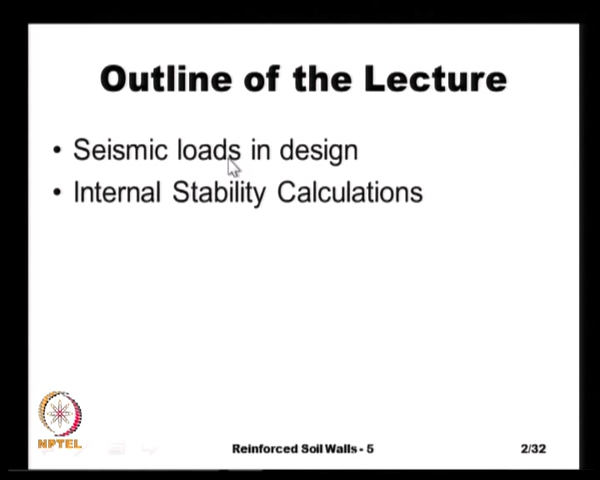 Outline of the Lecture
• Seismic loads in design
• Internal Stability Calculations
NPTEL
Reinforced Soil Walls - 5
2/32